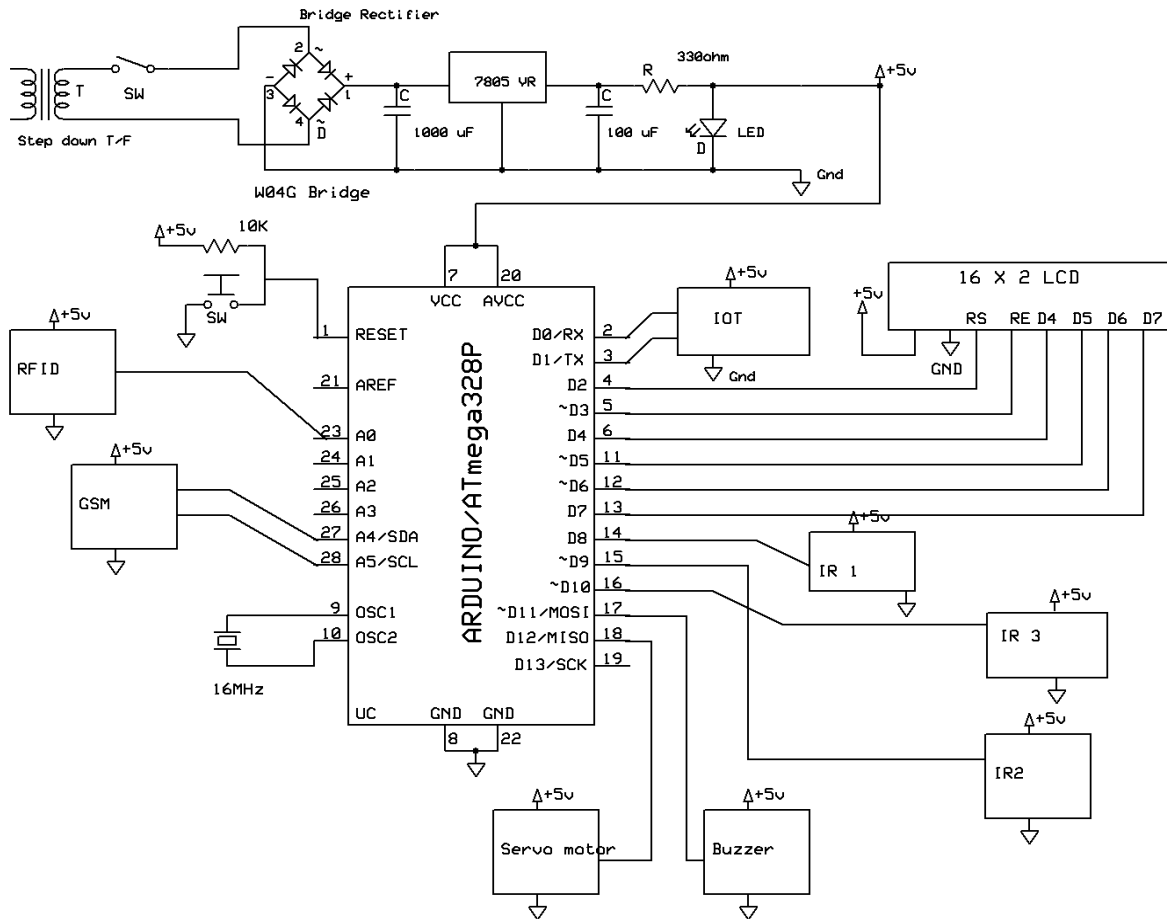 Bridge Rectifier
2 ~
- +
3 1
4 ~
D
T
SW
Step down T/F
W04G Bridge
C
1000 uF
7805 VR
C
100 uF
R
330ohm
D
LED
+5v
Gnd
10K
+5v
SW
7 20
VCC AVCC
ARDUINO/ATmega328P
1 RESET
21 AREF
23 A0
24 A1
25 A2
26 A3
27 A4/SDA
28 A5/SCL
9 OSC1
10 OSC2
UC
GND GND
8 22
D0/RX 2
D1/TX 3
D2 4
~D3 5
D4 6
~D5 11
~D6 12
D7 13
D8 14
~D9 15
~D10 16
~D11/MOSI 17
D12/MISO 18
D13/SCK 19
+5v
RFID
+5v
GSM
16MHz
+5v
IOT
Gnd
16 X 2 LCD
+5v
RS RE D4 D5 D6 D7
GND
+5v
IR 1
+5v
IR 3
+5v
IR2
+5v
Servo motor
+5v
Buzzer